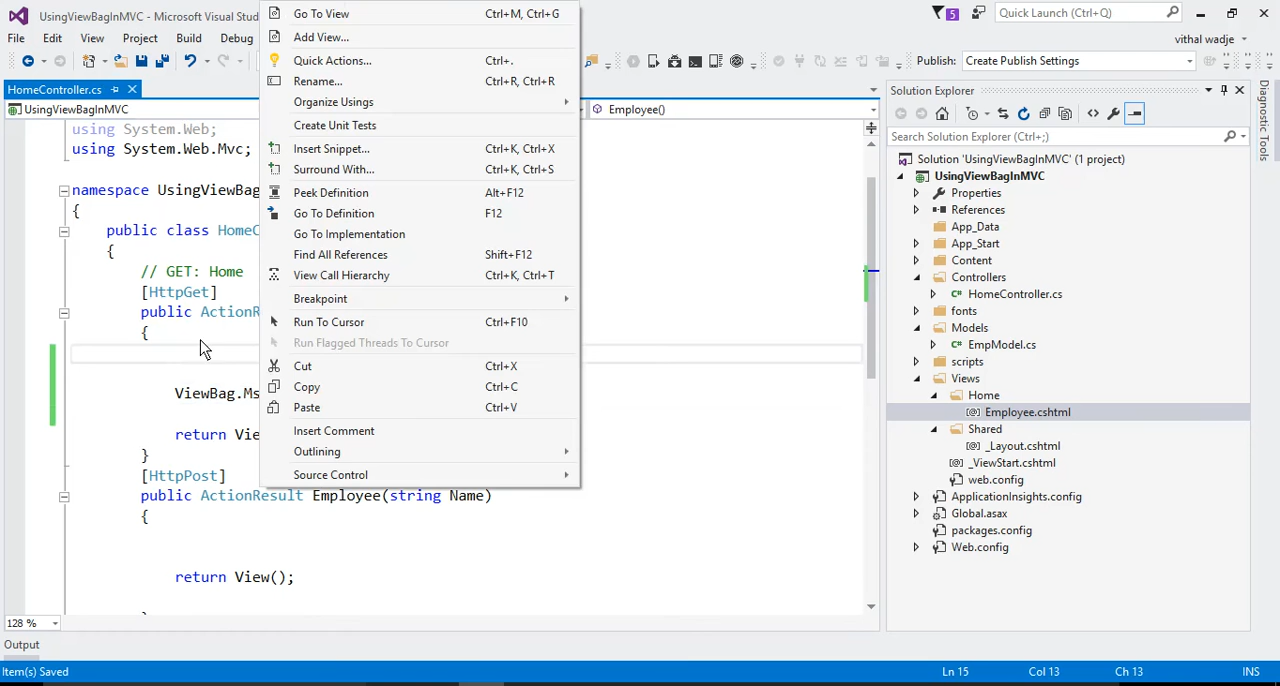 UsingViewBagInMVC - Microsoft Visual Stud
5
Quick Launch (Ctrl+Q)
File Edit View Project Build Debug
vithal wadje
Publish: Create Publish Settings
HomeController.cs
UsingViewBagInMVC
Employee()
using System.Web;
using System.Web.Mvc;
namespace UsingViewBag
{
public class HomeC
{
// GET: Home
[HttpGet]
public ActionR
{
ViewBag.Ms
return Vie
}
[HttpPost]
public ActionResult Employee(string Name)
{
return View();
128 %
Go To View Ctrl+M, Ctrl+G
Add View...
Quick Actions... Ctrl+.
Rename... Ctrl+R, Ctrl+R
Organize Usings
Create Unit Tests
Insert Snippet... Ctrl+K, Ctrl+X
Surround With... Ctrl+K, Ctrl+S
Peek Definition Alt+F12
Go To Definition F12
Go To Implementation
Find All References Shift+F12
View Call Hierarchy Ctrl+K, Ctrl+T
Breakpoint
Run To Cursor Ctrl+F10
Run Flagged Threads To Cursor
Cut Ctrl+X
Copy Ctrl+C
Paste Ctrl+V
Insert Comment
Outlining
Source Control
Solution Explorer
Search Solution Explorer (Ctrl+;)
Solution 'UsingViewBagInMVC' (1 project)
UsingViewBagInMVC
Properties
References
App_Data
App_Start
Content
Controllers
C# HomeController.cs
fonts
Models
C# EmpModel.cs
scripts
Views
Home
[@] Employee.cshtml
Shared
[@] _Layout.cshtml
[@] _ViewStart.cshtml
web.config
ApplicationInsights.config
Global.asax
packages.config
Web.config
Diagnostic Tools
Output
Item(s) Saved
Ln 15 Col 13 Ch 13 INS